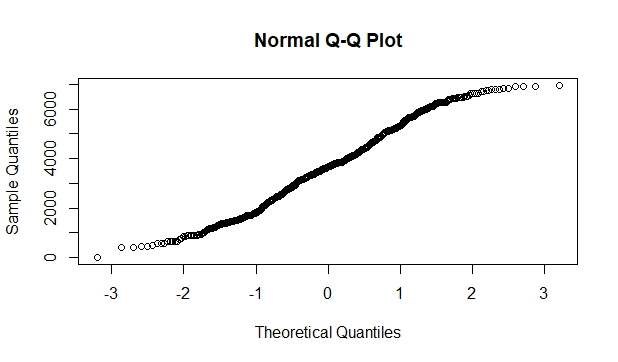 Normal Q-Q Plot
Sample Quantiles
6000
4000
2000
0
-3 -2 -1 0 1 2 3
Theoretical Quantiles